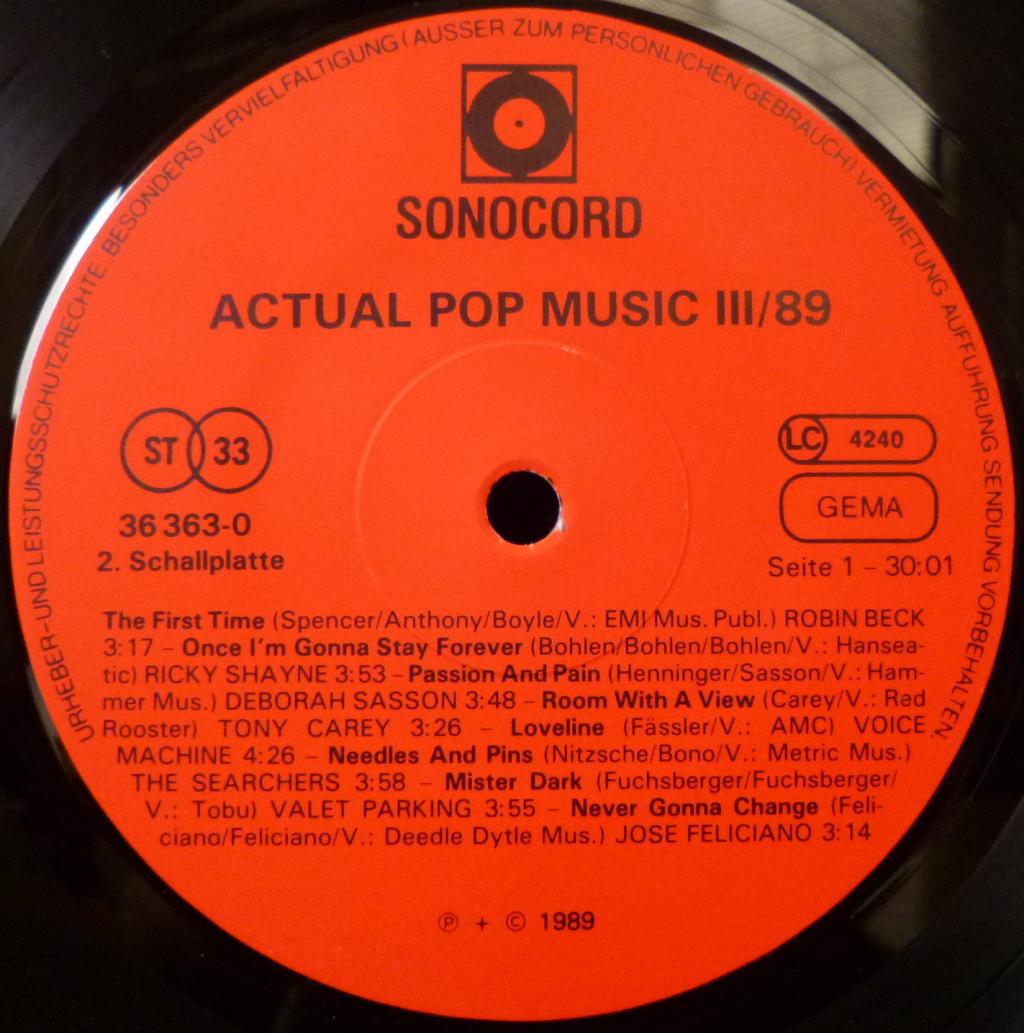 URHEBER-UND LEISTUNGSSCHUTZRECHTE. BESONDERS VERVIELFÄLTIGUNG (AUSSER ZUM PERSÖNLICHEN GEBRAUCH) VERMIETUNG AUFFÜHRUNG SENDUNG VORBEHALTEN.
SONOCORD
ACTUAL POP MUSIC III/89
ST 33
36 363-0
2. Schallplatte
LC 4240
GEMA
Seite 1 – 30:01
The First Time (Spencer/Anthony/Boyle/V.: EMI Mus. Publ.) ROBIN BECK
3:17 – Once I'm Gonna Stay Forever (Bohlen/Bohlen/Bohlen/V.: Hansea-
tic) RICKY SHAYNE 3:53 – Passion And Pain (Henninger/Sasson/V.: Ham-
mer Mus.) DEBORAH SASSON 3:48 – Room With A View (Carey/V.: Red
Rooster) TONY CAREY 3:26 – Loveline (Fässler/V.: AMC) VOICE
MACHINE 4:26 – Needles And Pins (Nitzsche/Bono/V.: Metric Mus.)
THE SEARCHERS 3:58 – Mister Dark (Fuchsberger/Fuchsberger/
V.: Tobu) VALET PARKING 3:55 – Never Gonna Change (Feli-
ciano/Feliciano/V.: Deedle Dytle Mus.) JOSE FELICIANO 3:14
℗ + © 1989